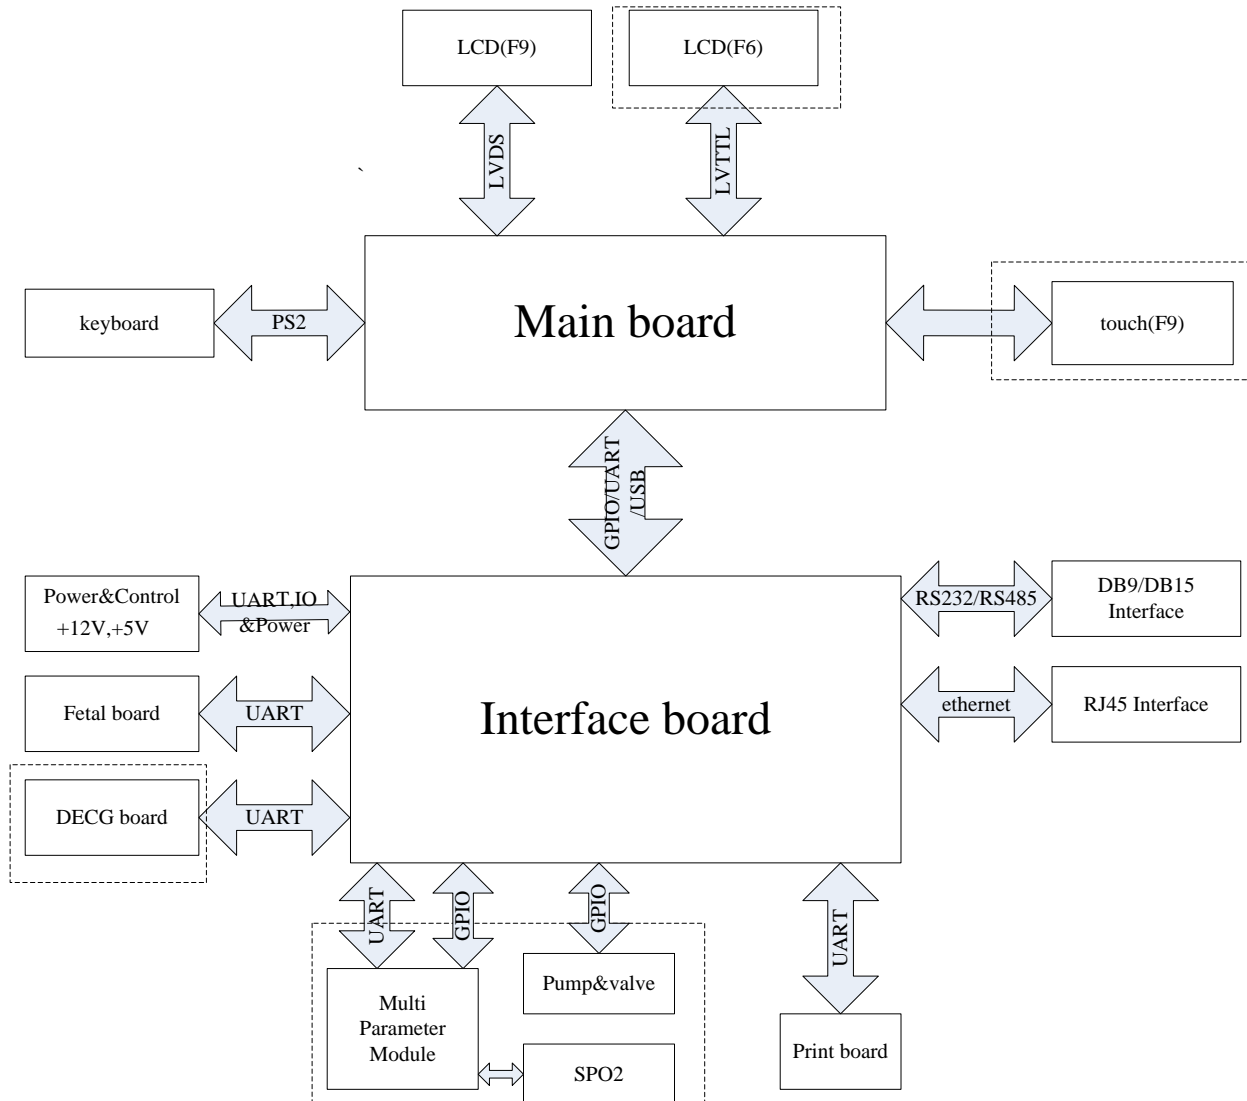 LCD(F9)
LCD(F6)
LVDS
LVTTL
`
keyboard
PS2
Main board
touch(F9)
GPIO/UART
/USB
Power&Control
+12V,+5V
UART,IO
&Power
RS232/RS485
DB9/DB15
Interface
Fetal board
UART
Interface board
ethernet
RJ45 Interface
DECG board
UART
UART
GPIO
GPIO
UART
Multi
Parameter
Module
Pump&valve
SPO2
Print board